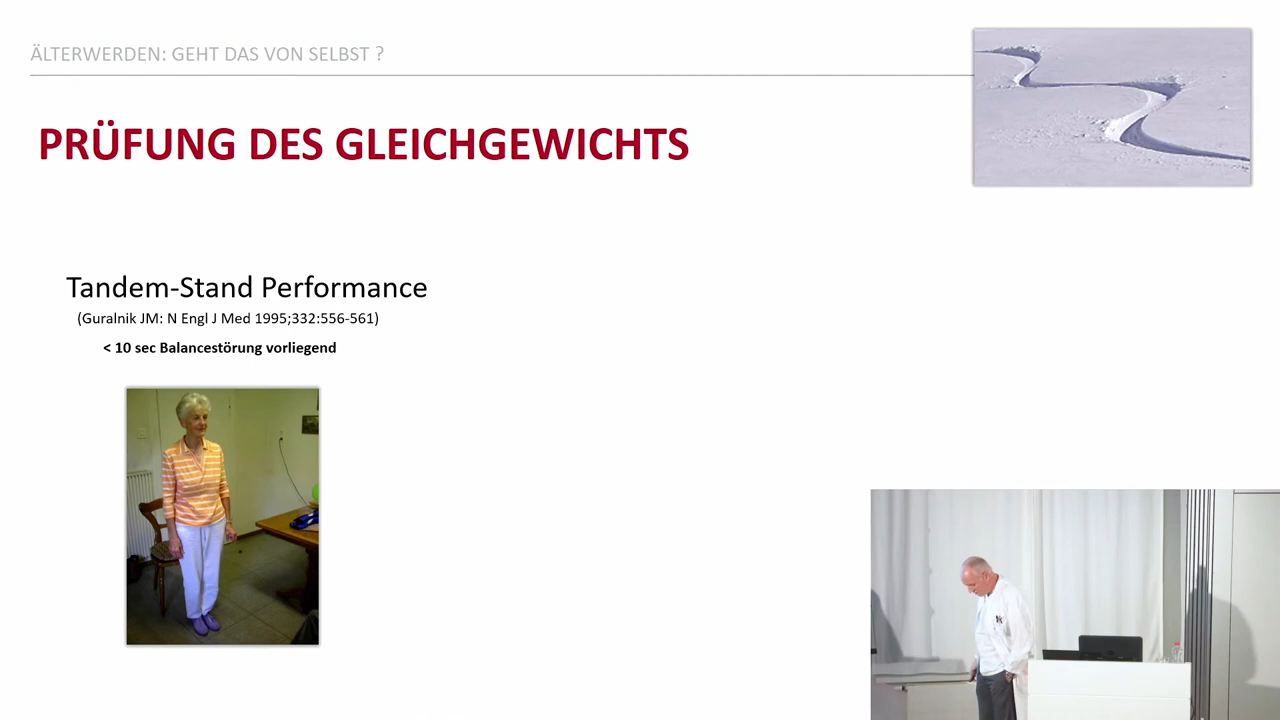 ÄLTERWERDEN: GEHT DAS VON SELBST ?
PRÜFUNG DES GLEICHGEWICHTS
Tandem-Stand Performance
(Guralnik JM: N Engl J Med 1995;332:556-561)
< 10 sec Balancestörung vorliegend